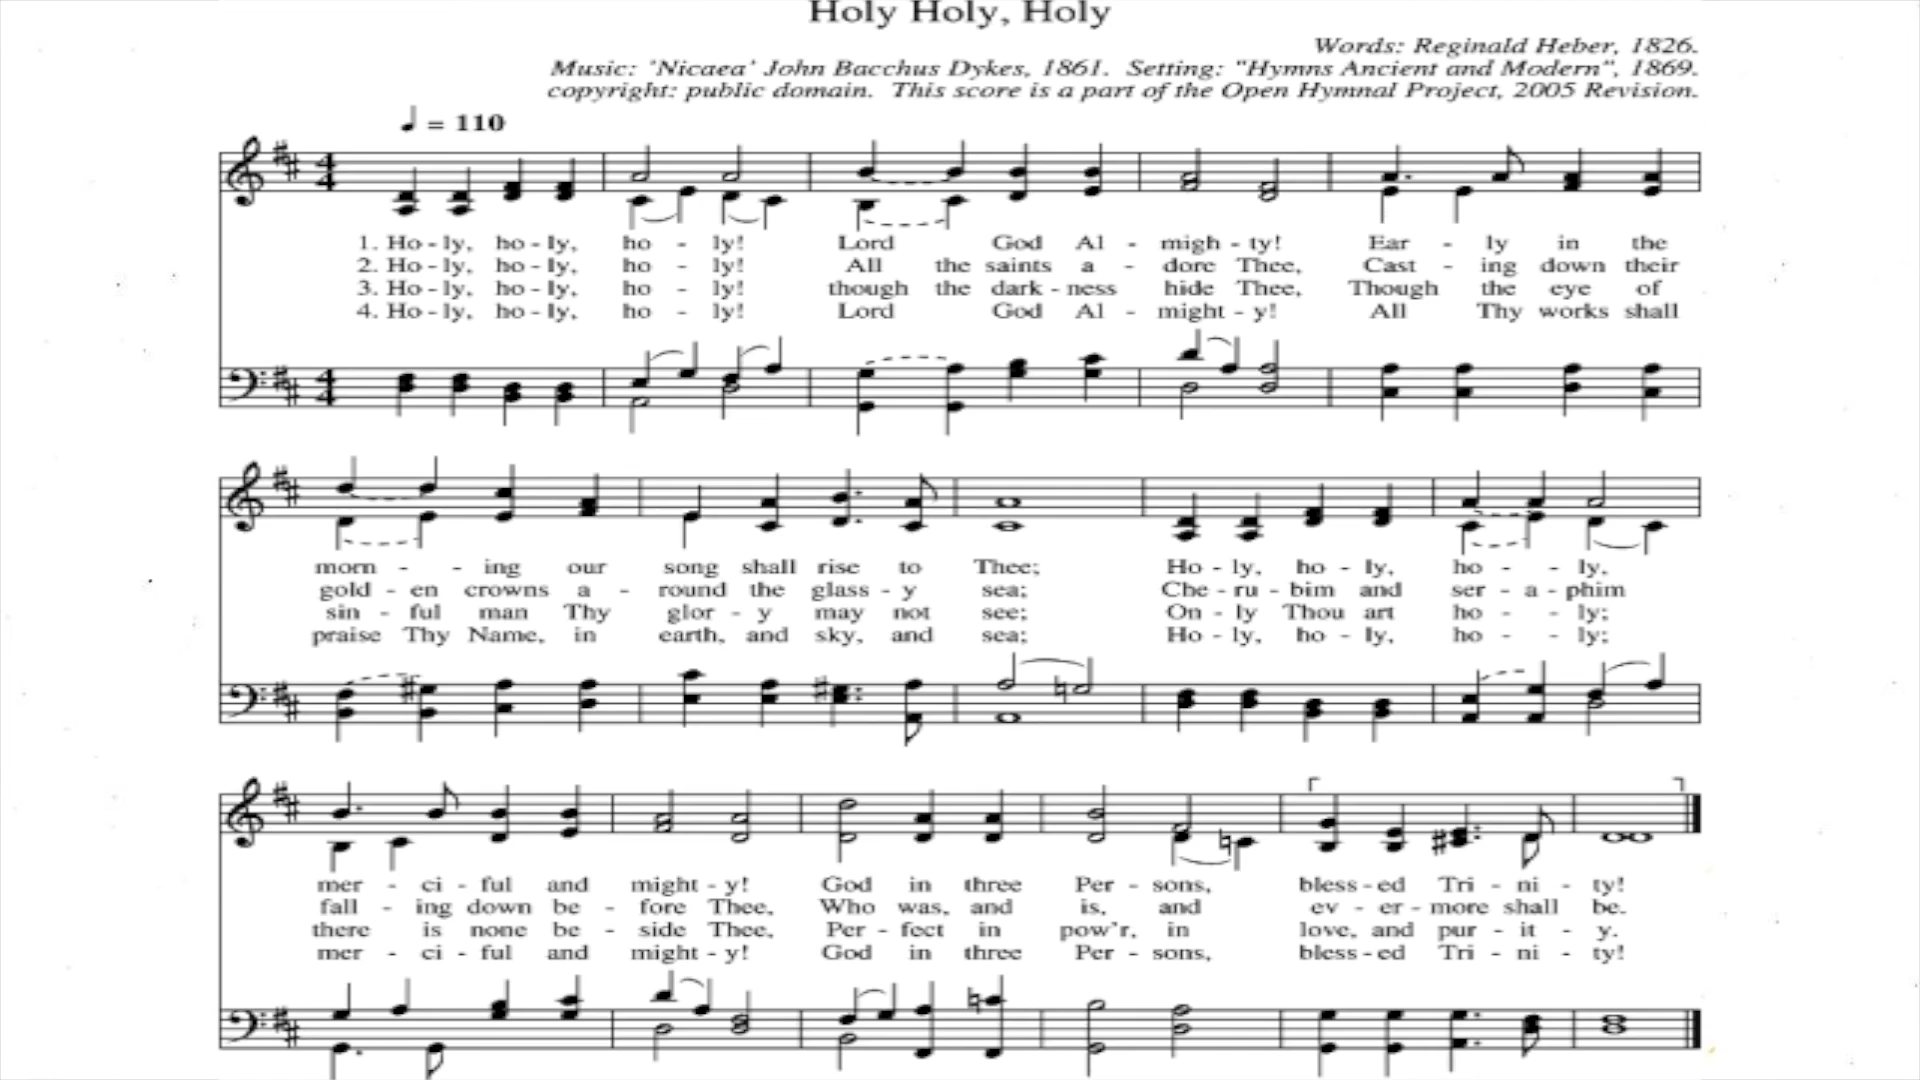 Holy Holy, Holy
Words: Reginald Heber, 1826.
Music: 'Nicaea' John Bacchus Dykes, 1861. Setting: "Hymns Ancient and Modern", 1869.
copyright: public domain. This score is a part of the Open Hymnal Project, 2005 Revision.
= 110
1. Ho - ly, ho - ly, ho - ly! Lord God Al - migh - ty! Ear - ly in the
2. Ho - ly, ho - ly, ho - ly! All the saints a - dore Thee, Cast - ing down their
3. Ho - ly, ho - ly, ho - ly! though the dark - ness hide Thee, Though the eye of
4. Ho - ly, ho - ly, ho - ly! Lord God Al - might - y! All Thy works shall
morn - - ing our song shall rise to Thee; Ho - ly, ho - ly, ho - - ly,
gold - en crowns a - round the glass - y sea; Che - ru - bim and ser - a - phim
sin - ful man Thy glor - y may not see; On - ly Thou art ho - - ly;
praise Thy Name, in earth, and sky, and sea; Ho - ly, ho - ly, ho - - ly;
mer - ci - ful and might - y! God in three Per - sons, bless - ed Tri - ni - ty!
fall - ing down be - fore Thee, Who was, and is, and ev - er - more shall be.
there is none be - side Thee, Per - fect in pow'r, in love, and pur - it - y.
mer - ci - ful and might - y! God in three Per - sons, bless - ed Tri - ni - ty!